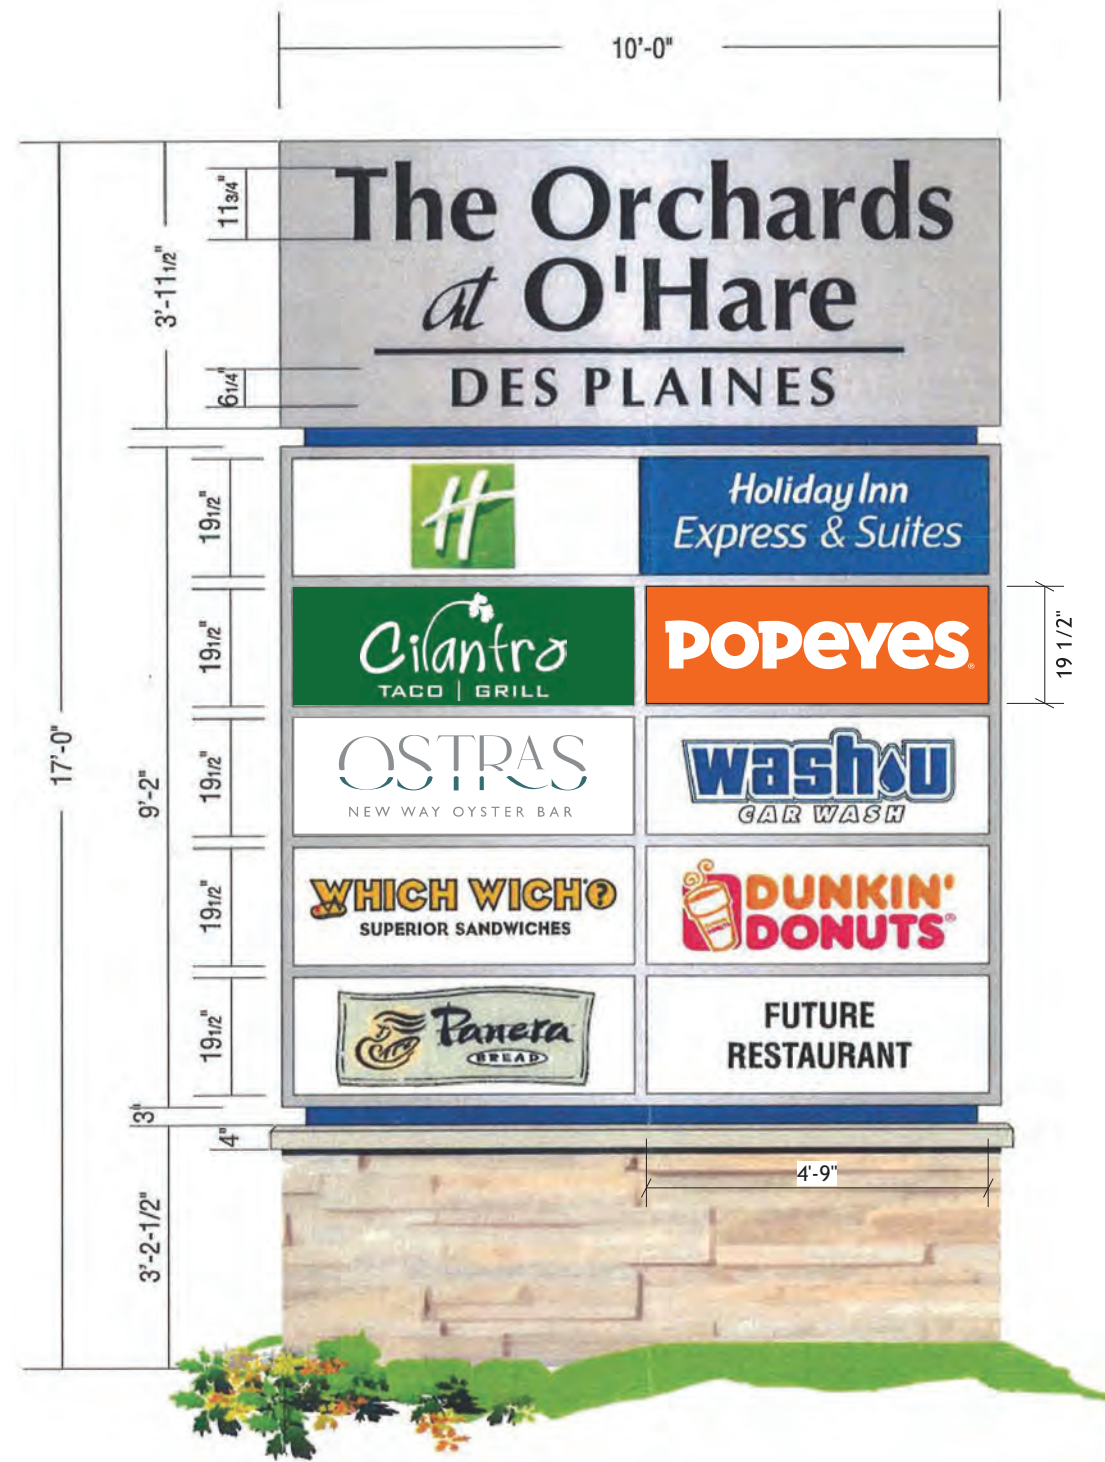 10'-0"
The Orchards
at O'Hare
DES PLAINES
11 3/4"
3'-11 1/2"
6 1/4"
Holiday Inn
Express & Suites
19 1/2"
Cilantro
TACO | GRILL
POPEYES®
19 1/2"
19 1/2"
OSTRAS
NEW WAY OYSTER BAR
wash u
CAR WASH
19 1/2"
17'-0"
9'-2"
WHICH WICH®?
SUPERIOR SANDWICHES
DUNKIN'
DONUTS®
19 1/2"
Panera
BREAD
FUTURE
RESTAURANT
19 1/2"
3"
4"
4'-9"
3'-2-1/2"